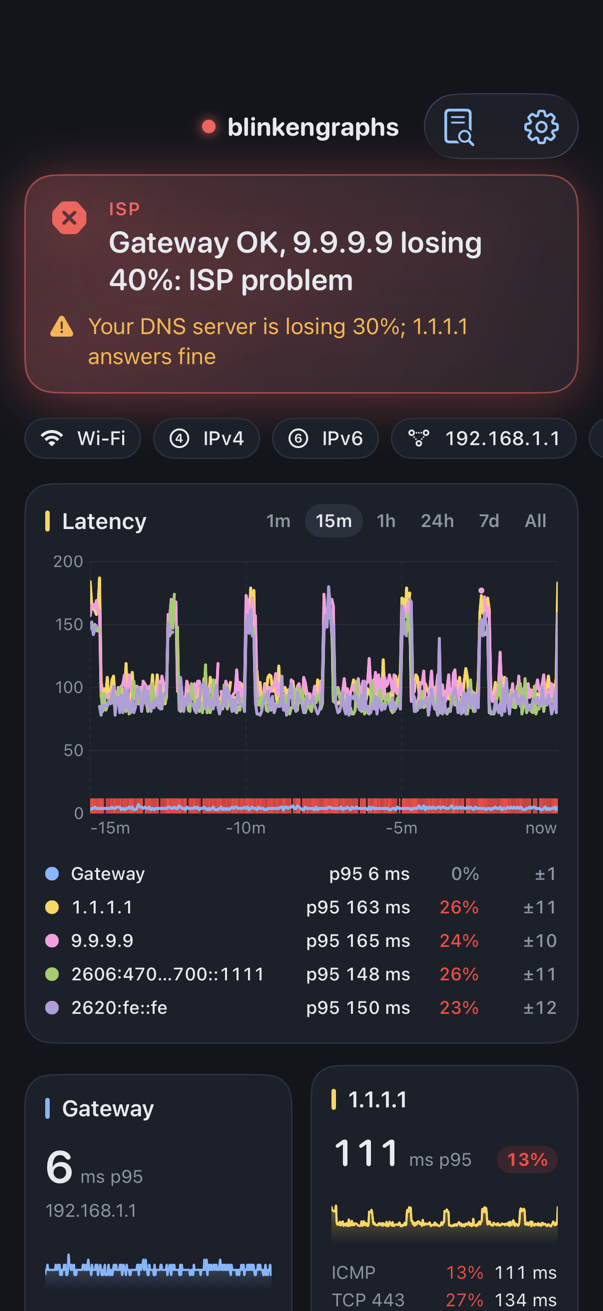 blinkengraphs
ISP
Gateway OK, 9.9.9.9 losing
40%: ISP problem
Your DNS server is losing 30%; 1.1.1.1
answers fine
Wi-Fi
4 IPv4
6 IPv6
192.168.1.1
Latency
1m 15m 1h 24h 7d All
200
150
100
50
0
-15m -10m -5m now
Gateway p95 6 ms 0% ±1
1.1.1.1 p95 163 ms 26% ±11
9.9.9.9 p95 165 ms 24% ±10
2606:470...700::1111 p95 148 ms 26% ±11
2620:fe::fe p95 150 ms 23% ±12
Gateway
6 ms p95
192.168.1.1
1.1.1.1
111 ms p95 13%
ICMP 13% 111 ms
TCP 443 27% 134 ms